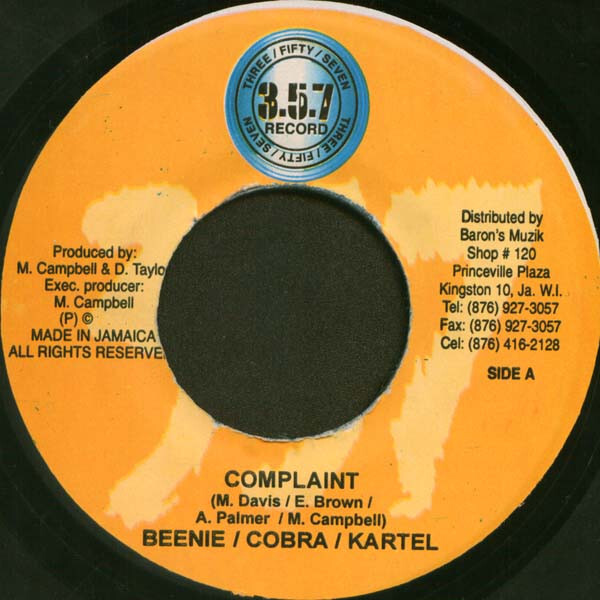 THREE / FIFTY / SEVEN
3.5.7
RECORD
THREE / FIFTY / SEVEN
Produced by:
M. Campbell & D. Taylo
Exec. producer:
M. Campbell
(P) ©
MADE IN JAMAICA
ALL RIGHTS RESERVE
Distributed by
Baron's Muzik
Shop # 120
Princeville Plaza
Kingston 10, Ja. W.I.
Tel: (876) 927-3057
Fax: (876) 927-3057
Cel: (876) 416-2128
SIDE A
COMPLAINT
(M. Davis / E. Brown /
A. Palmer / M. Campbell)
BEENIE / COBRA / KARTEL